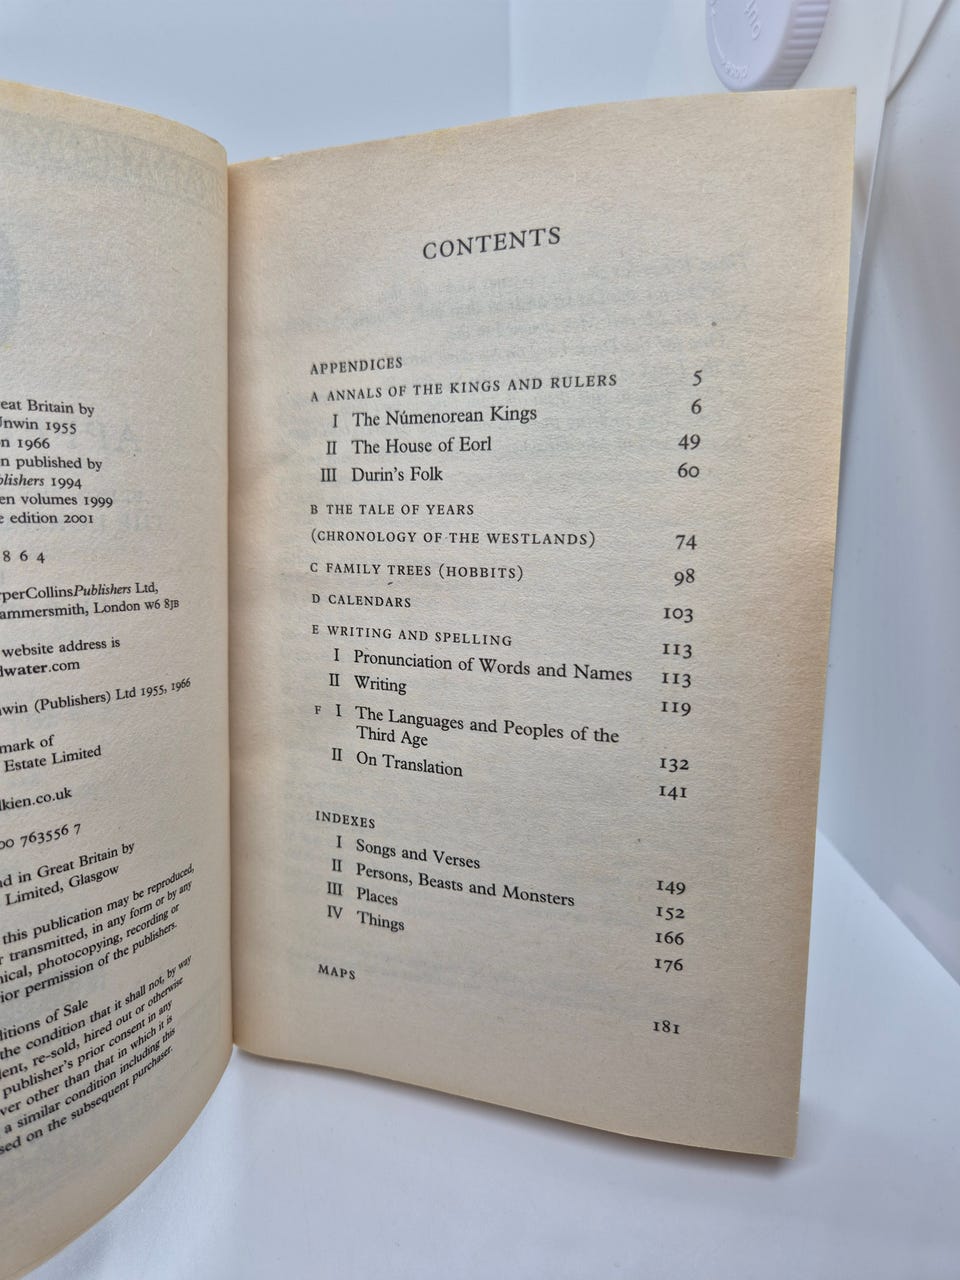 reat Britain by
Unwin 1955
on 1966
n published by
blishers 1994
en volumes 1999
e edition 2001
8 6 4
rperCollinsPublishers Ltd,
ammersmith, London W6 8JB
website address is
dwater.com
nwin (Publishers) Ltd 1955, 1966
mark of
Estate Limited
lkien.co.uk
00 763556 7
nd in Great Britain by
Limited, Glasgow
this publication may be reproduced,
r transmitted, in any form or by any
nical, photocopying, recording or
ior permission of the publishers.
ditions of Sale
the condition that it shall not, by way
lent, re-sold, hired out or otherwise
publisher's prior consent in any
ver other than that in which it is
a similar condition including this
sed on the subsequent purchaser.
CONTENTS
APPENDICES
A ANNALS OF THE KINGS AND RULERS 5
I The Númenorean Kings 6
II The House of Eorl 49
III Durin's Folk 60
B THE TALE OF YEARS
(CHRONOLOGY OF THE WESTLANDS) 74
C FAMILY TREES (HOBBITS) 98
D CALENDARS 103
E WRITING AND SPELLING 113
I Pronunciation of Words and Names 113
II Writing 119
F I The Languages and Peoples of the
Third Age 132
II On Translation 141
INDEXES
I Songs and Verses 149
II Persons, Beasts and Monsters 152
III Places 166
IV Things 176
MAPS 181